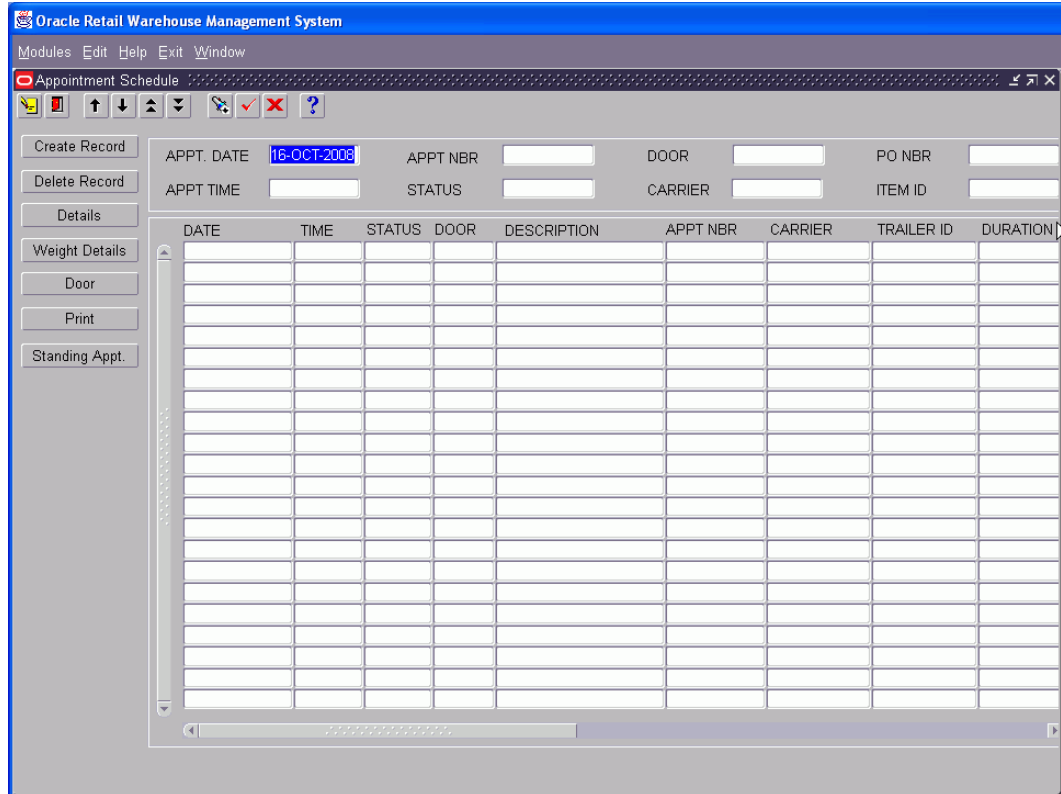 Oracle Retail Warehouse Management System
Modules Edit Help Exit Window
Appointment Schedule
?
Create Record
Delete Record
Details
Weight Details
Door
Print
Standing Appt.
APPT. DATE 16-OCT-2008 APPT NBR DOOR PO NBR
APPT TIME STATUS CARRIER ITEM ID
DATE TIME STATUS DOOR DESCRIPTION APPT NBR CARRIER TRAILER ID DURATION